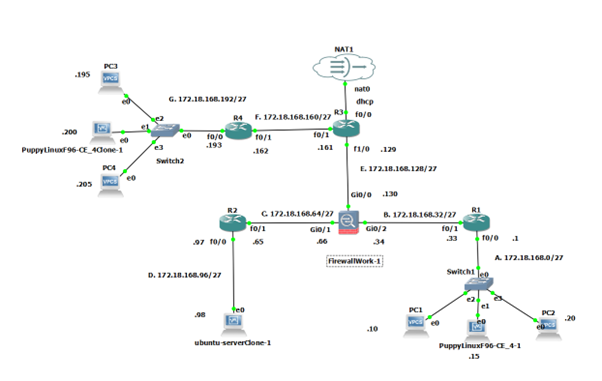 NAT1
nat0
dhcp
PC3
.195
e0
G. 172.18.168.192/27
F. 172.18.168.160/27
R3
f0/0
R4
.200
e2
e1
e0
e0
f0/0
f0/1
f0/1
.193
.162
.161
f1/0
.129
PuppyLinuxF96-CE_4Clone-1
e3
Switch2
PC4
.205
e0
E. 172.18.168.128/27
Gi0/0
.130
R2
C. 172.18.168.64/27
B. 172.18.168.32/27
R1
.97
f0/0
f0/1
Gi0/1
Gi0/2
f0/1
f0/0
.1
.65
.66
.34
.33
FirewallWork-1
A. 172.18.168.0/27
Switch1
e0
D. 172.18.168.96/27
e2
e1
e3
.98
e0
PC1
PC2
.20
.10
e0
e0
e0
ubuntu-serverClone-1
PuppyLinuxF96-CE_4-1
.15